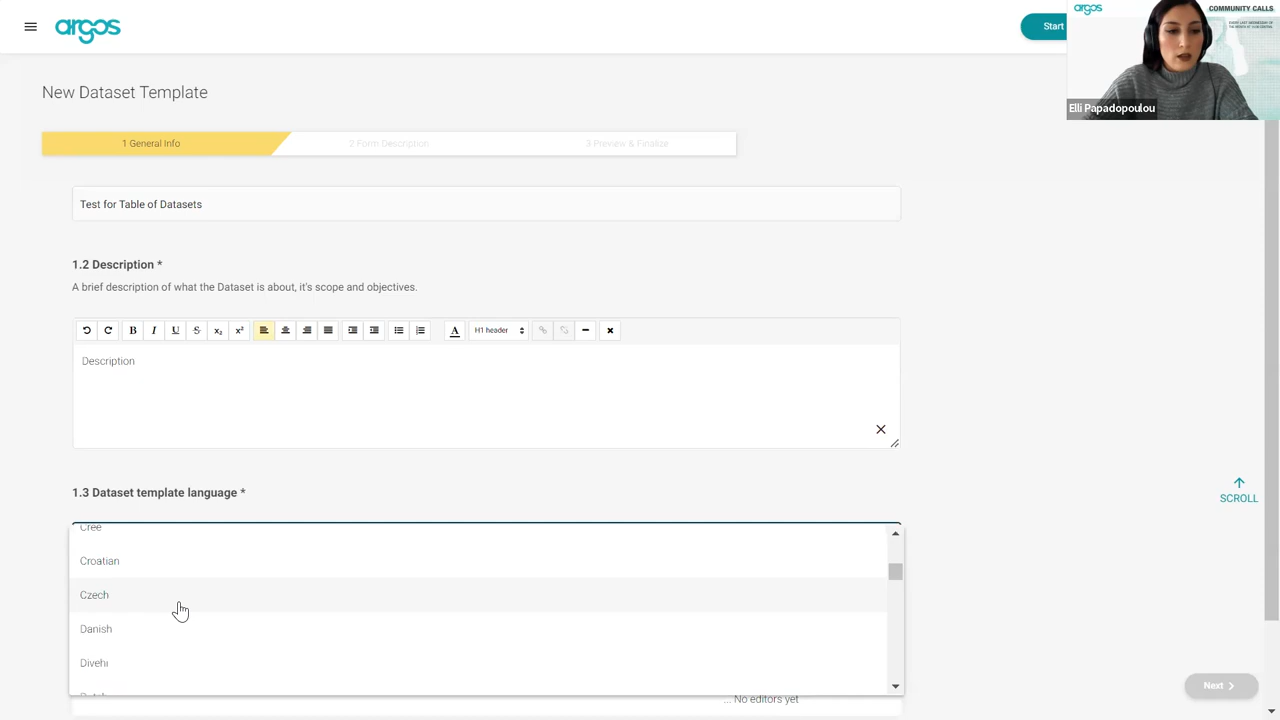 argos
Start
argos
COMMUNITY CALLS
Elli Papadopoulou
New Dataset Template
1 General Info
2 Form Description
3 Preview & Finalize
Test for Table of Datasets
1.2 Description *
A brief description of what the Dataset is about, it's scope and objectives.
B I U S x₂ x² A H1 header
Description
1.3 Dataset template language *
SCROLL
Cree
Croatian
Czech
Danish
Divehi
Next
... No editors yet